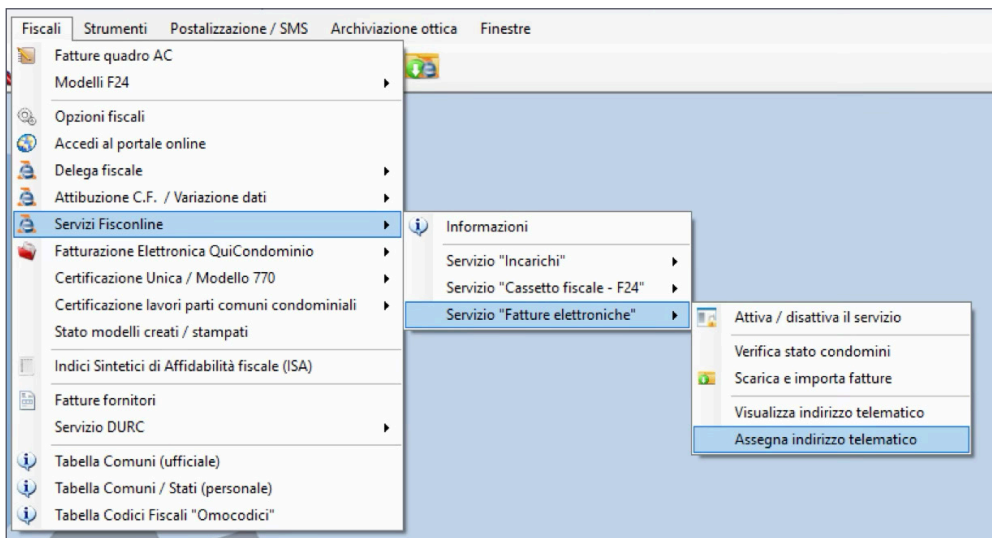 Fiscali Strumenti Postalizzazione / SMS Archiviazione ottica Finestre
Fatture quadro AC
Modelli F24
Opzioni fiscali
Accedi al portale online
Delega fiscale
Attibuzione C.F. / Variazione dati
Servizi Fisconline
Fatturazione Elettronica QuiCondominio
Certificazione Unica / Modello 770
Certificazione lavori parti comuni condominiali
Stato modelli creati / stampati
Indici Sintetici di Affidabilità fiscale (ISA)
Fatture fornitori
Servizio DURC
Tabella Comuni (ufficiale)
Tabella Comuni / Stati (personale)
Tabella Codici Fiscali "Omocodici"
Informazioni
Servizio "Incarichi"
Servizio "Cassetto fiscale - F24"
Servizio "Fatture elettroniche"
Attiva / disattiva il servizio
Verifica stato condomini
Scarica e importa fatture
Visualizza indirizzo telematico
Assegna indirizzo telematico